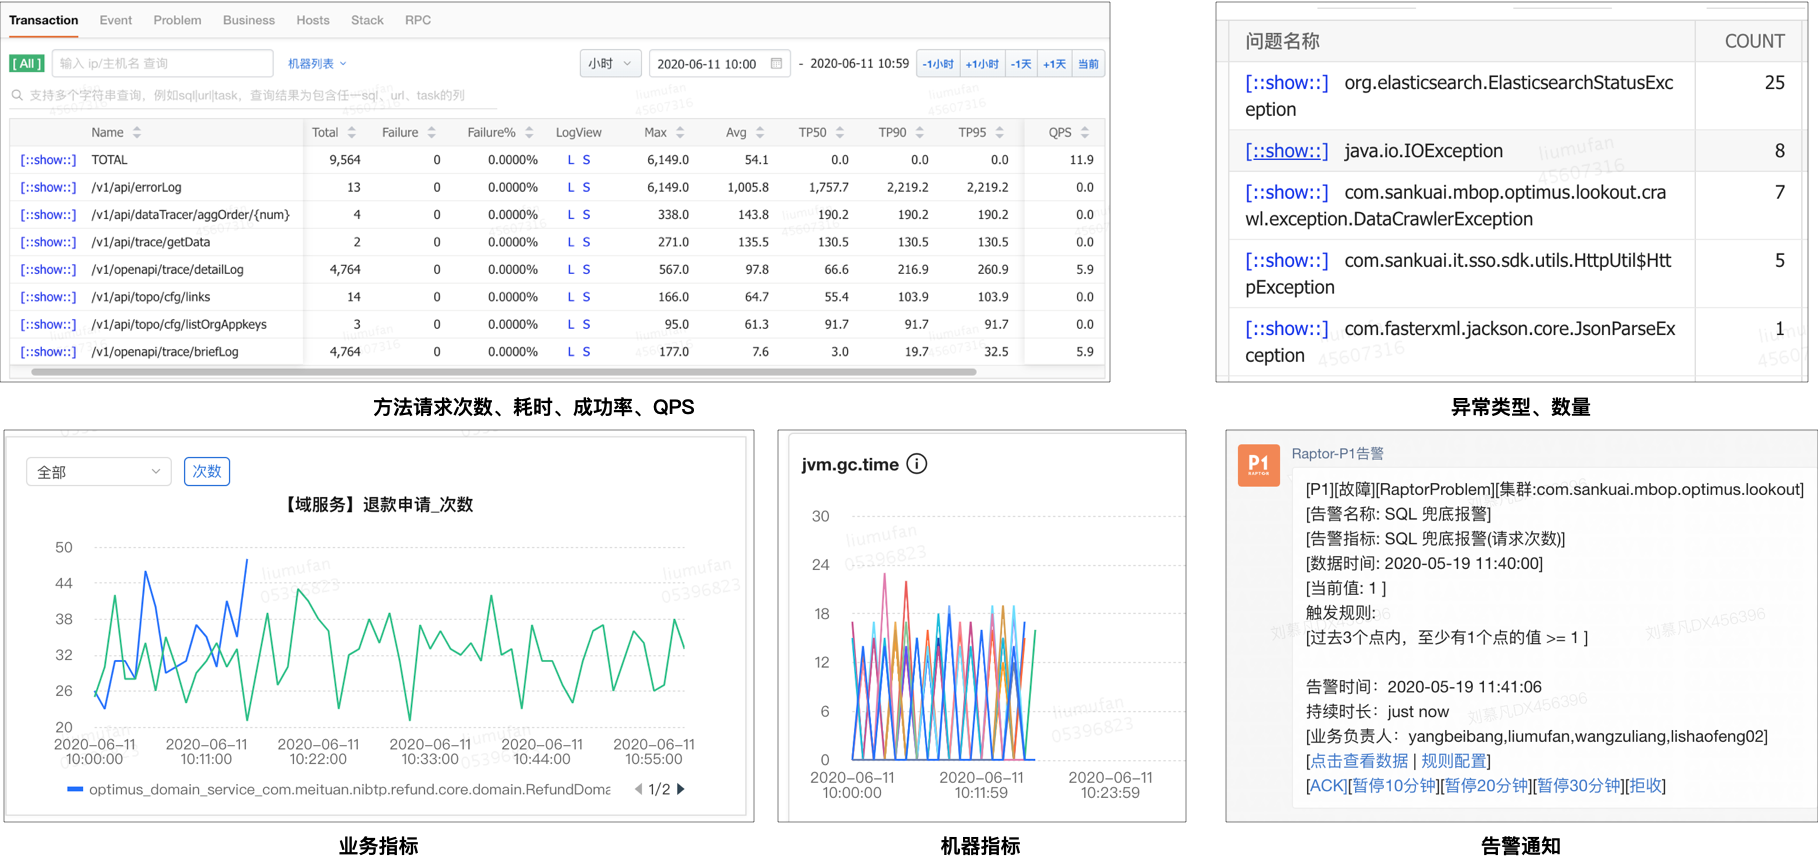 Transaction Event Problem Business Hosts Stack RPC
[ All ] 输入 ip/主机名 查询 机器列表 小时 2020-06-11 10:00 - 2020-06-11 10:59 -1小时 +1小时 -1天 +1天 当前
支持多个字符串查询，例如sql|url|task，查询结果为包含任一sql、url、task的列
Name Total Failure Failure% LogView Max Avg TP50 TP90 TP95 QPS
[::show::] TOTAL 9,564 0 0.0000% L S 6,149.0 54.1 0.0 0.0 0.0 11.9
[::show::] /v1/api/errorLog 13 0 0.0000% L S 6,149.0 1,005.8 1,757.7 2,219.2 2,219.2 0.0
[::show::] /v1/api/dataTracer/aggOrder/{num} 4 0 0.0000% L S 338.0 143.8 190.2 190.2 190.2 0.0
[::show::] /v1/api/trace/getData 2 0 0.0000% L S 271.0 135.5 130.5 130.5 130.5 0.0
[::show::] /v1/openapi/trace/detailLog 4,764 0 0.0000% L S 567.0 97.8 66.6 216.9 260.9 5.9
[::show::] /v1/api/topo/cfg/links 14 0 0.0000% L S 166.0 64.7 55.4 103.9 103.9 0.0
[::show::] /v1/api/topo/cfg/listOrgAppkeys 3 0 0.0000% L S 95.0 61.3 91.7 91.7 91.7 0.0
[::show::] /v1/openapi/trace/briefLog 4,764 0 0.0000% L S 177.0 7.6 3.0 19.7 32.5 5.9
方法请求次数、耗时、成功率、QPS
问题名称 COUNT
[::show::] org.elasticsearch.ElasticsearchStatusExc 25
eption
[::show::] java.io.IOException 8
[::show::] com.sankuai.mbop.optimus.lookout.cra 7
wl.exception.DataCrawlerException
[::show::] com.sankuai.it.sso.sdk.utils.HttpUtil$Htt 5
pException
[::show::] com.fasterxml.jackson.core.JsonParseEx 1
ception
异常类型、数量
全部 次数
【域服务】退款申请_次数
50
44
38
32
26
20
2020-06-11 2020-06-11 2020-06-11 2020-06-11 2020-06-11 2020-06-11
10:00:00 10:11:00 10:22:00 10:33:00 10:44:00 10:55:00
optimus_domain_service_com.meituan.nibtp.refund.core.domain.RefundDoma 1/2
业务指标
jvm.gc.time
30
24
18
12
6
0
2020-06-11 2020-06-11 2020-06-11
10:00:00 10:11:59 10:23:59
机器指标
P1 RAPTOR
Raptor-P1告警
[P1][故障][RaptorProblem][集群:com.sankuai.mbop.optimus.lookout]
[告警名称: SQL 兜底报警]
[告警指标: SQL 兜底报警(请求次数)]
[数据时间: 2020-05-19 11:40:00]
[当前值: 1 ]
触发规则:
[过去3个点内，至少有1个点的值 >= 1 ]
告警时间：2020-05-19 11:41:06
持续时长：just now
[业务负责人：yangbeibang,liumufan,wangzuliang,lishaofeng02]
[点击查看数据 | 规则配置]
[ACK][暂停10分钟][暂停20分钟][暂停30分钟][拒收]
告警通知
liumufan
45607316
liumufan
05396823
刘慕凡DX456396